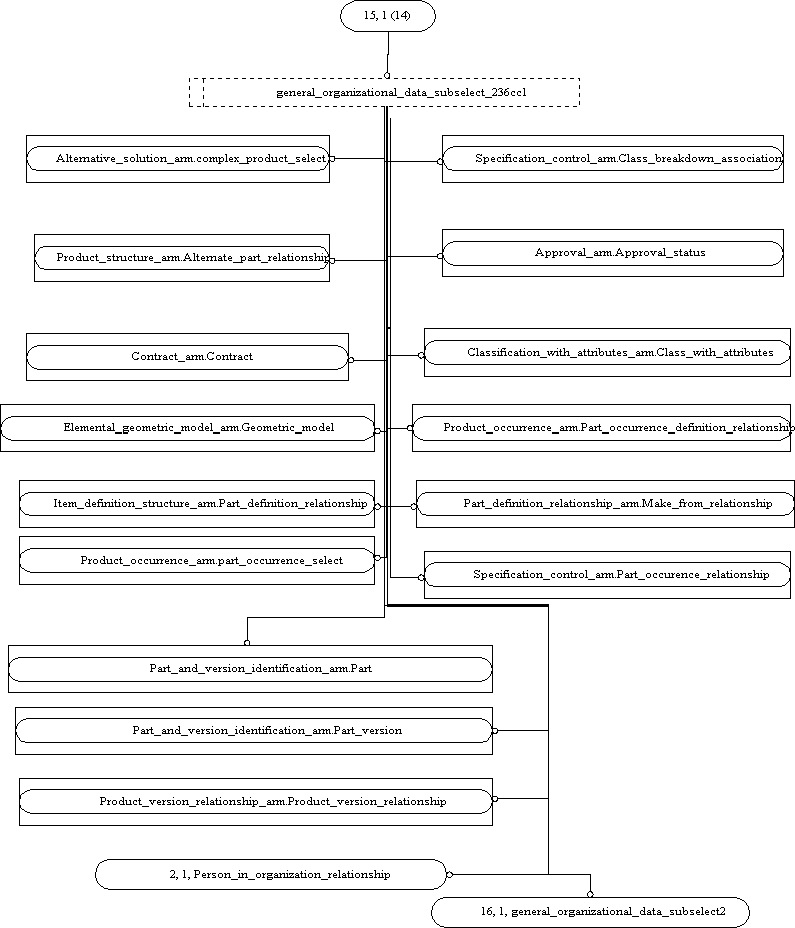 15, 1 (14)
general_organizational_data_subselect_236ccl
Alternative_solution_arm.complex_product_select
Specification_control_arm.Class_breakdown_association
Product_structure_arm.Alternate_part_relationship
Approval_arm.Approval_status
Contract_arm.Contract
Classification_with_attributes_arm.Class_with_attributes
Elemental_geometric_model_arm.Geometric_model
Product_occurrence_arm.Part_occurrence_definition_relationship
Item_definition_structure_arm.Part_definition_relationship
Part_definition_relationship_arm.Make_from_relationship
Product_occurrence_arm.part_occurrence_select
Specification_control_arm.Part_occurence_relationship
Part_and_version_identification_arm.Part
Part_and_version_identification_arm.Part_version
Product_version_relationship_arm.Product_version_relationship
2, 1, Person_in_organization_relationship
16, 1, general_organizational_data_subselect2